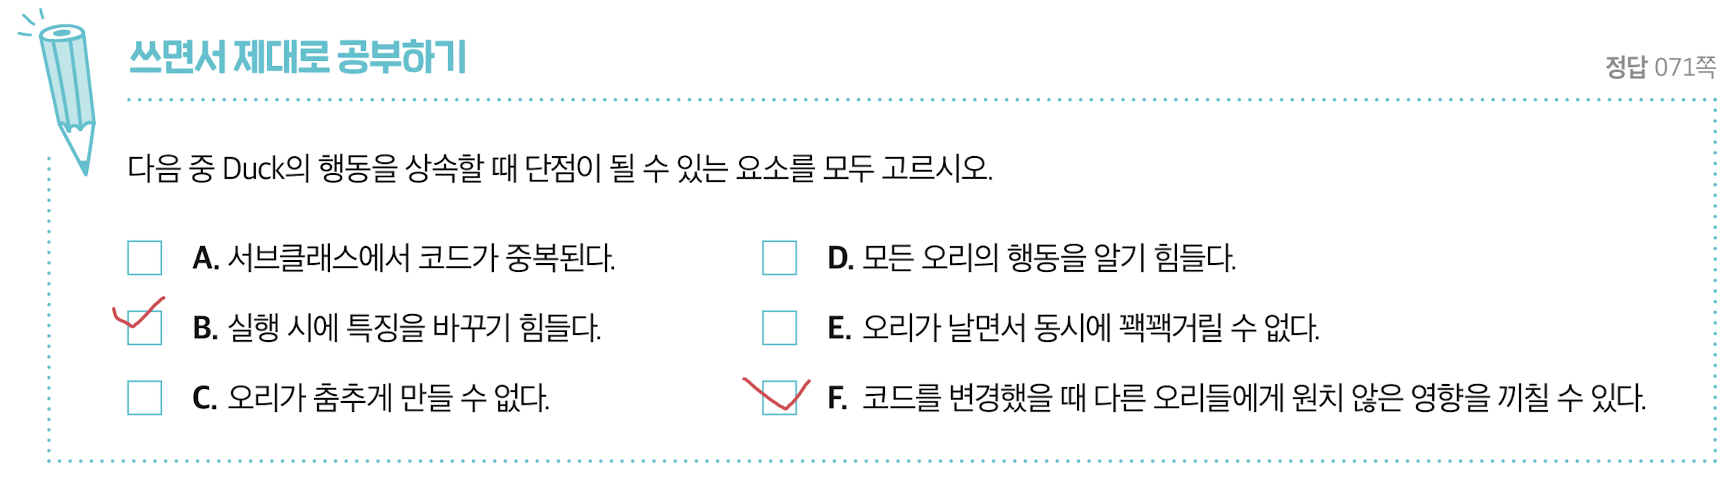 쓰면서 제대로 공부하기
정답 071쪽
다음 중 Duck의 행동을 상속할 때 단점이 될 수 있는 요소를 모두 고르시오.
A. 서브클래스에서 코드가 중복된다.
B. 실행 시에 특징을 바꾸기 힘들다.
C. 오리가 춤추게 만들 수 없다.
D. 모든 오리의 행동을 알기 힘들다.
E. 오리가 날면서 동시에 꽥꽥거릴 수 없다.
F. 코드를 변경했을 때 다른 오리들에게 원치 않은 영향을 끼칠 수 있다.